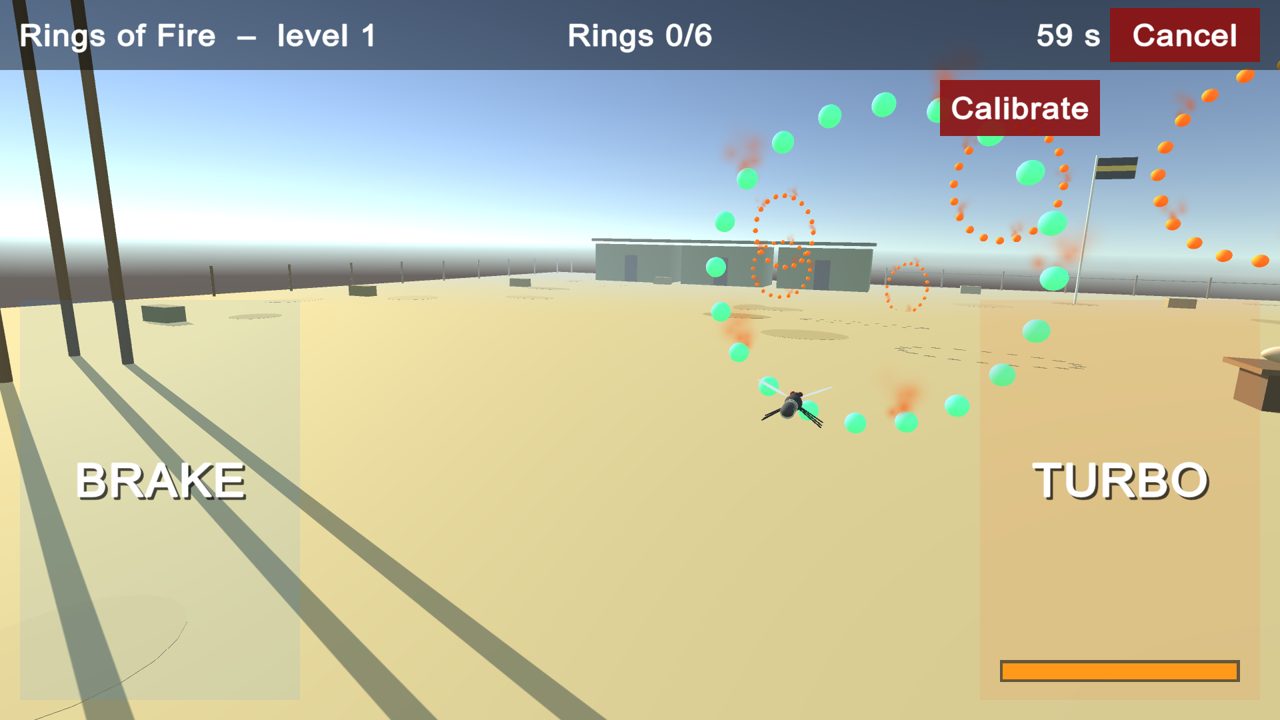 Rings of Fire – level 1
Rings 0/6
59 s
Cancel
Calibrate
BRAKE
TURBO